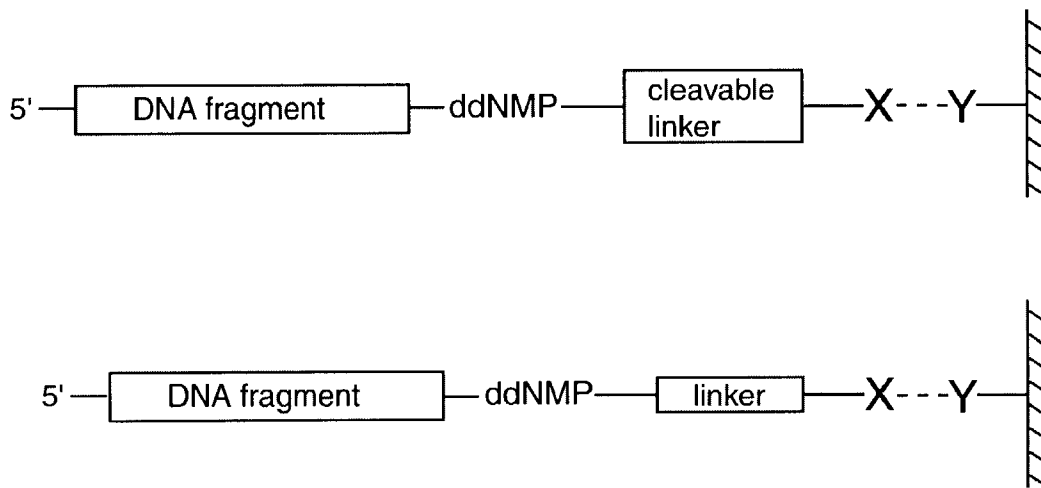 5' DNA fragment ddNMP cleavable linker X Y
5' DNA fragment ddNMP linker X Y